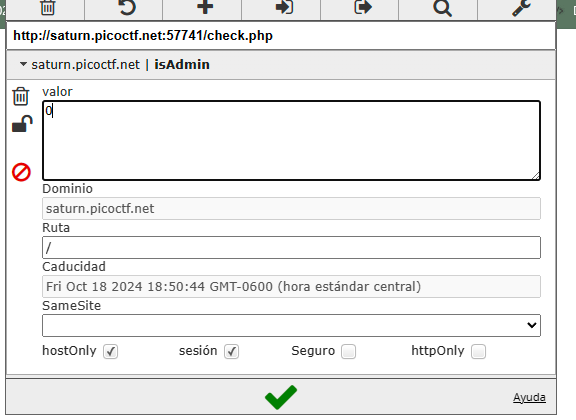 http://saturn.picoctf.net:57741/check.php
saturn.picoctf.net | isAdmin
valor
0
Dominio
saturn.picoctf.net
Ruta
/
Caducidad
Fri Oct 18 2024 18:50:44 GMT-0600 (hora estándar central)
SameSite
hostOnly sesión Seguro httpOnly
Ayuda